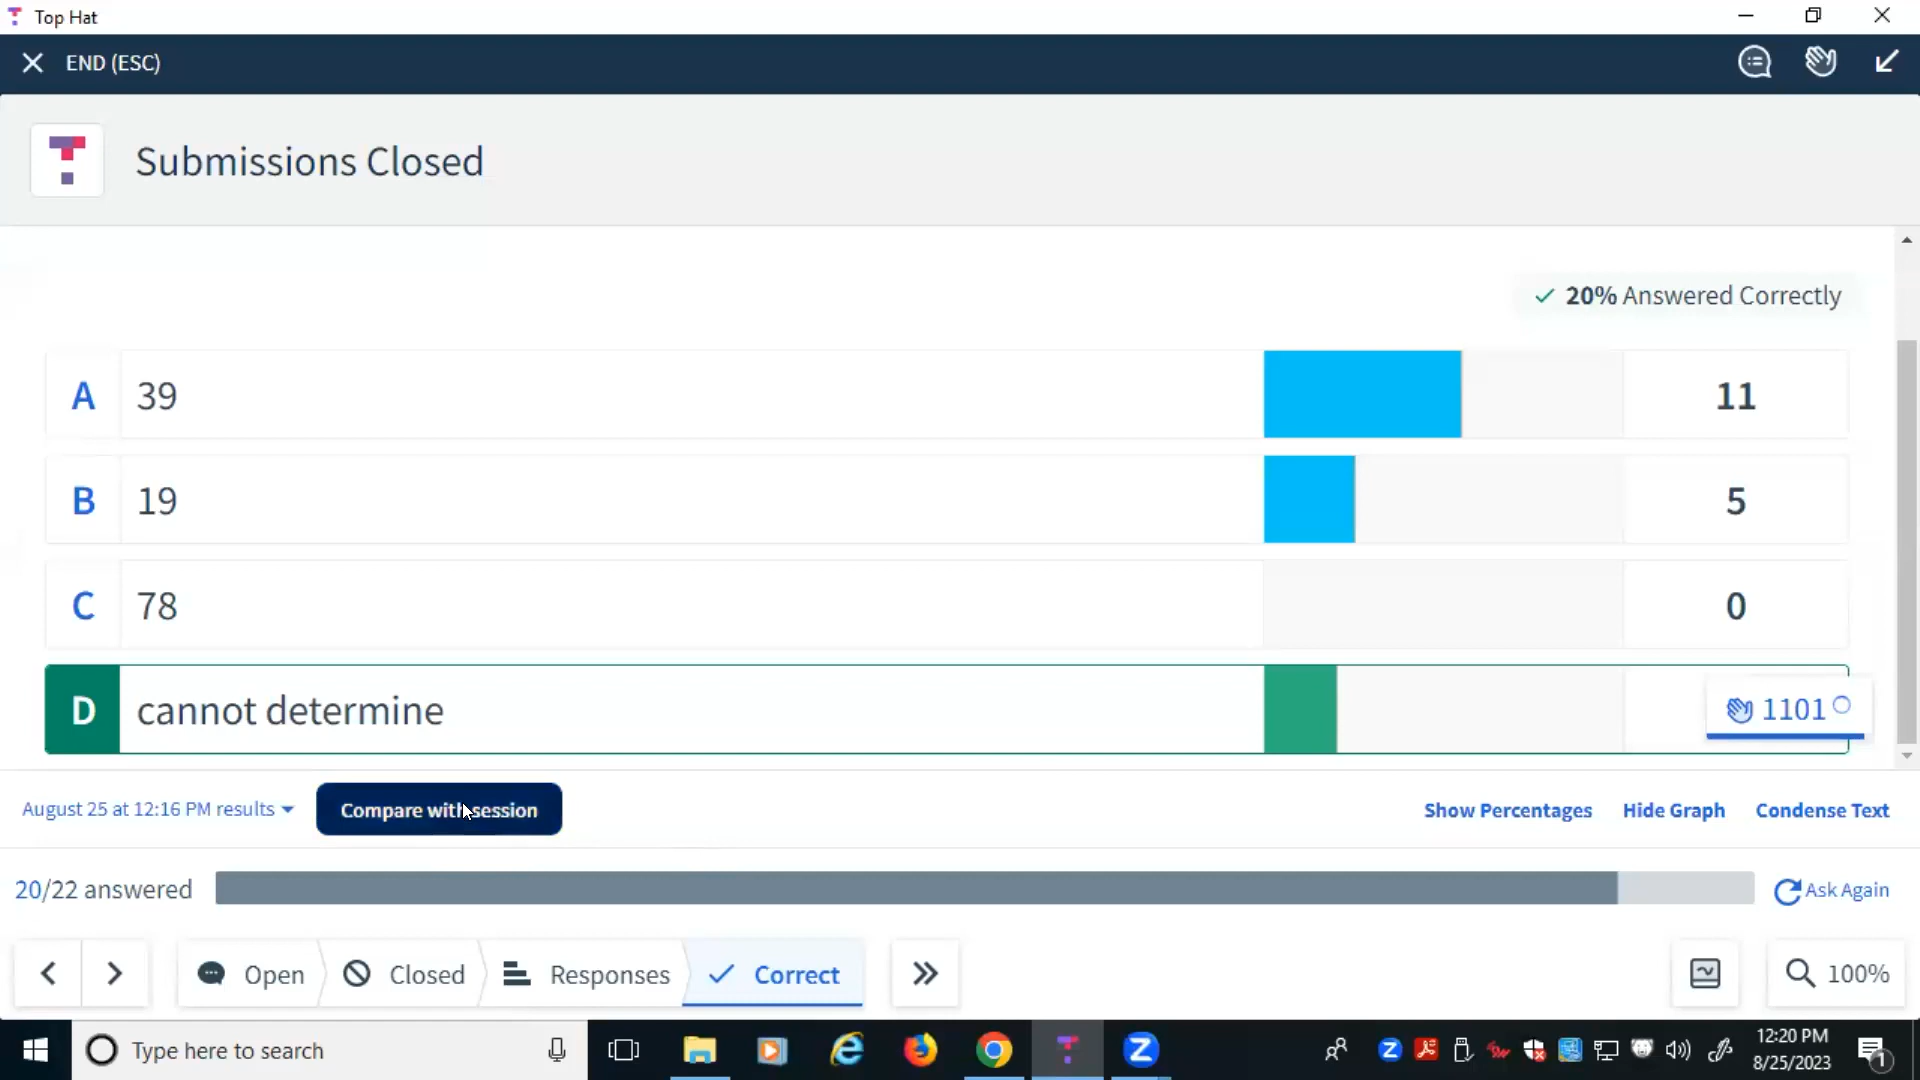 Top Hat
END (ESC)
Submissions Closed
20% Answered Correctly
A 39 11
B 19 5
C 78 0
D cannot determine
1101
August 25 at 12:16 PM results
Compare with session
Show Percentages Hide Graph Condense Text
20/22 answered
Ask Again
Open Closed Responses Correct
100%
Type here to search
12:20 PM
8/25/2023
1